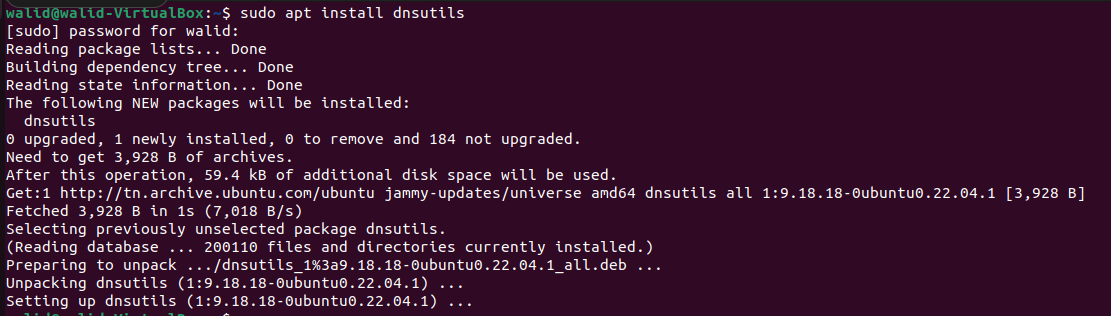 walid@walid-VirtualBox:~$ sudo apt install dnsutils
[sudo] password for walid:
Reading package lists... Done
Building dependency tree... Done
Reading state information... Done
The following NEW packages will be installed:
  dnsutils
0 upgraded, 1 newly installed, 0 to remove and 184 not upgraded.
Need to get 3,928 B of archives.
After this operation, 59.4 kB of additional disk space will be used.
Get:1 http://tn.archive.ubuntu.com/ubuntu jammy-updates/universe amd64 dnsutils all 1:9.18.18-0ubuntu0.22.04.1 [3,928 B]
Fetched 3,928 B in 1s (7,018 B/s)
Selecting previously unselected package dnsutils.
(Reading database ... 200110 files and directories currently installed.)
Preparing to unpack .../dnsutils_1%3a9.18.18-0ubuntu0.22.04.1_all.deb ...
Unpacking dnsutils (1:9.18.18-0ubuntu0.22.04.1) ...
Setting up dnsutils (1:9.18.18-0ubuntu0.22.04.1) ...